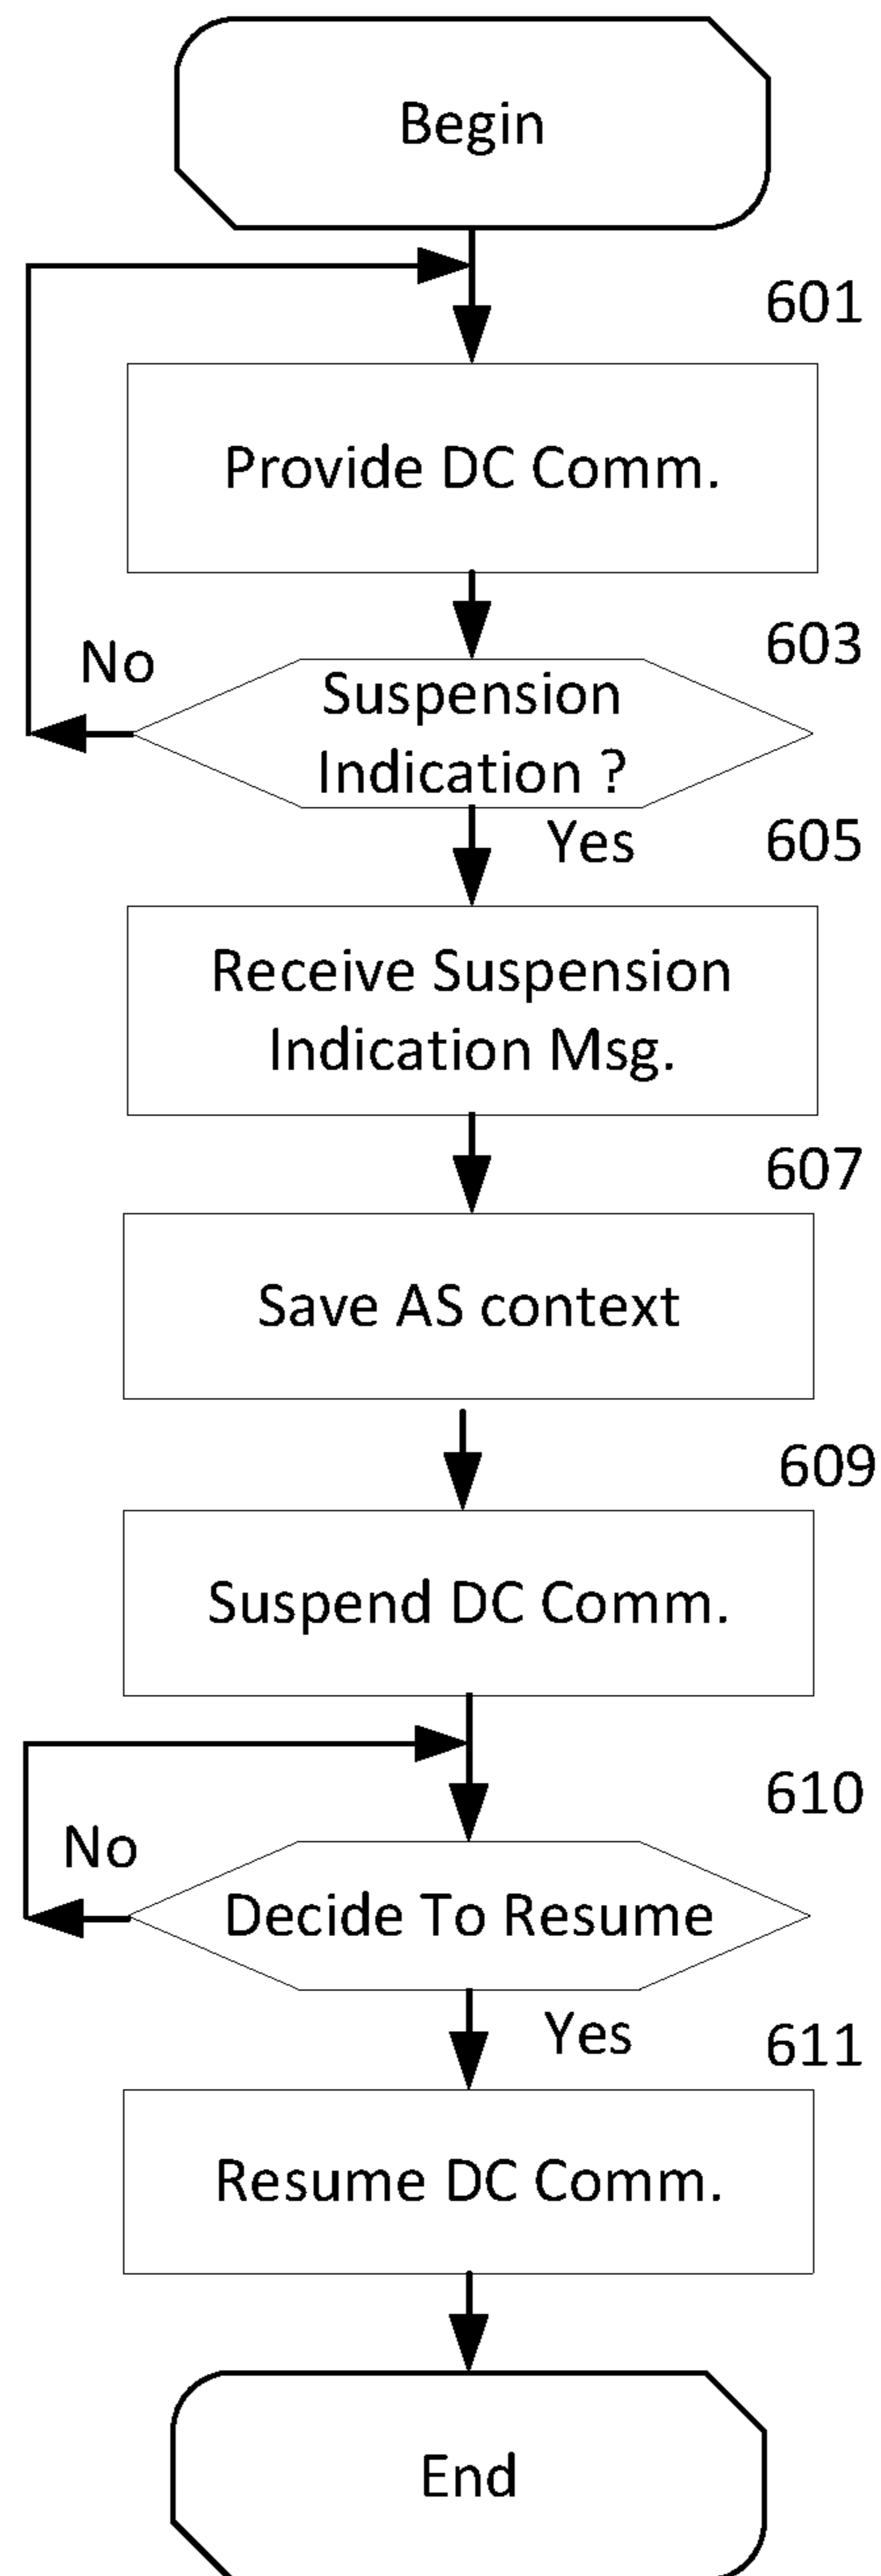 Begin
601
Provide DC Comm.
603
No
Suspension
Indication ?
Yes
605
Receive Suspension
Indication Msg.
607
Save AS context
609
Suspend DC Comm.
610
No
Decide To Resume
Yes
611
Resume DC Comm.
End